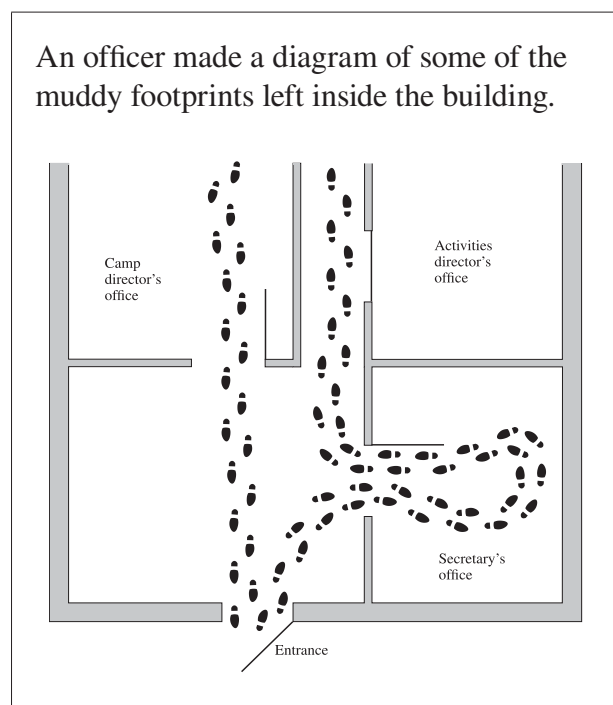 An officer made a diagram of some of the
muddy footprints left inside the building.
Camp
director's
office
Activities
director's
office
Secretary's
office
Entrance